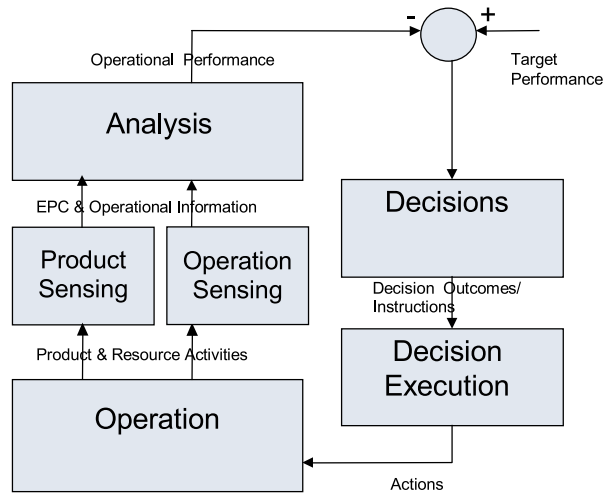 - +
Operational Performance
Target
Performance
Analysis
EPC & Operational Information
Decisions
Product
Sensing
Operation
Sensing
Decision Outcomes/
Instructions
Product & Resource Activities
Decision
Execution
Operation
Actions